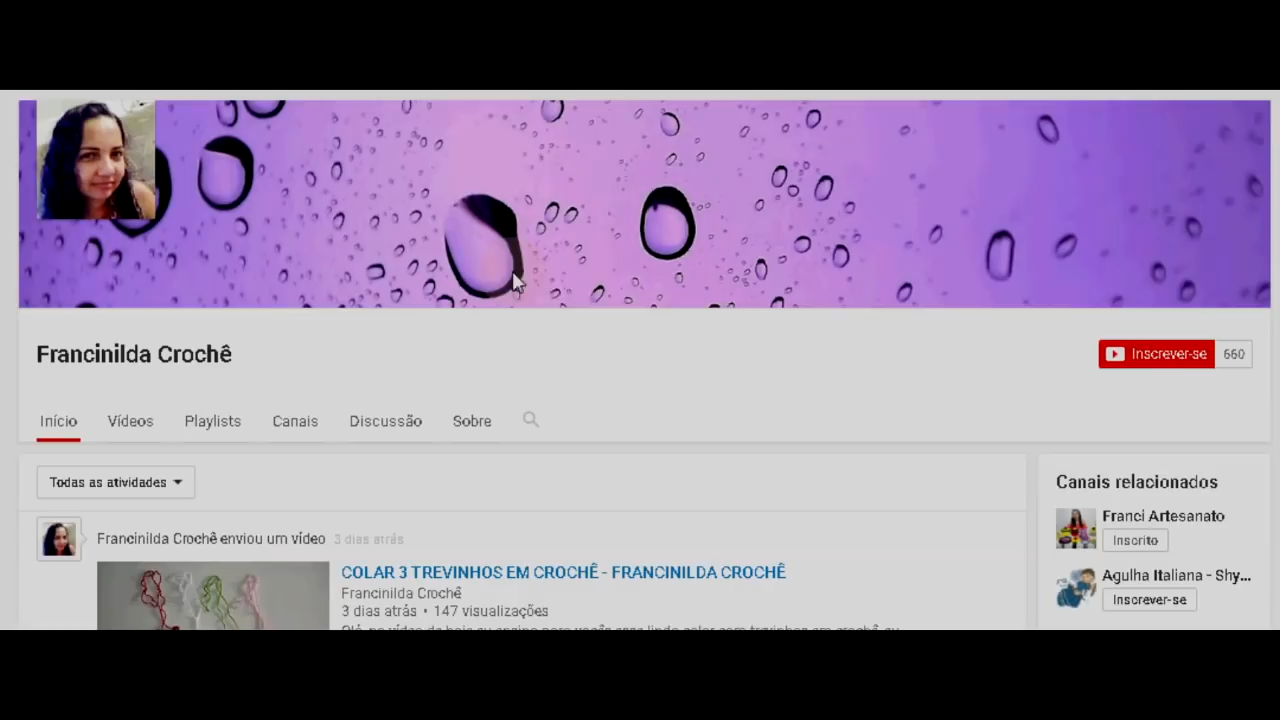 Francinilda Crochê
Inscrever-se 660
Início Vídeos Playlists Canais Discussão Sobre
Todas as atividades
Canais relacionados
Franci Artesanato
Inscrito
Agulha Italiana - Shy...
Inscrever-se
Francinilda Crochê enviou um vídeo 3 dias atrás
COLAR 3 TREVINHOS EM CROCHÊ - FRANCINILDA CROCHÊ
Francinilda Crochê
3 dias atrás • 147 visualizações